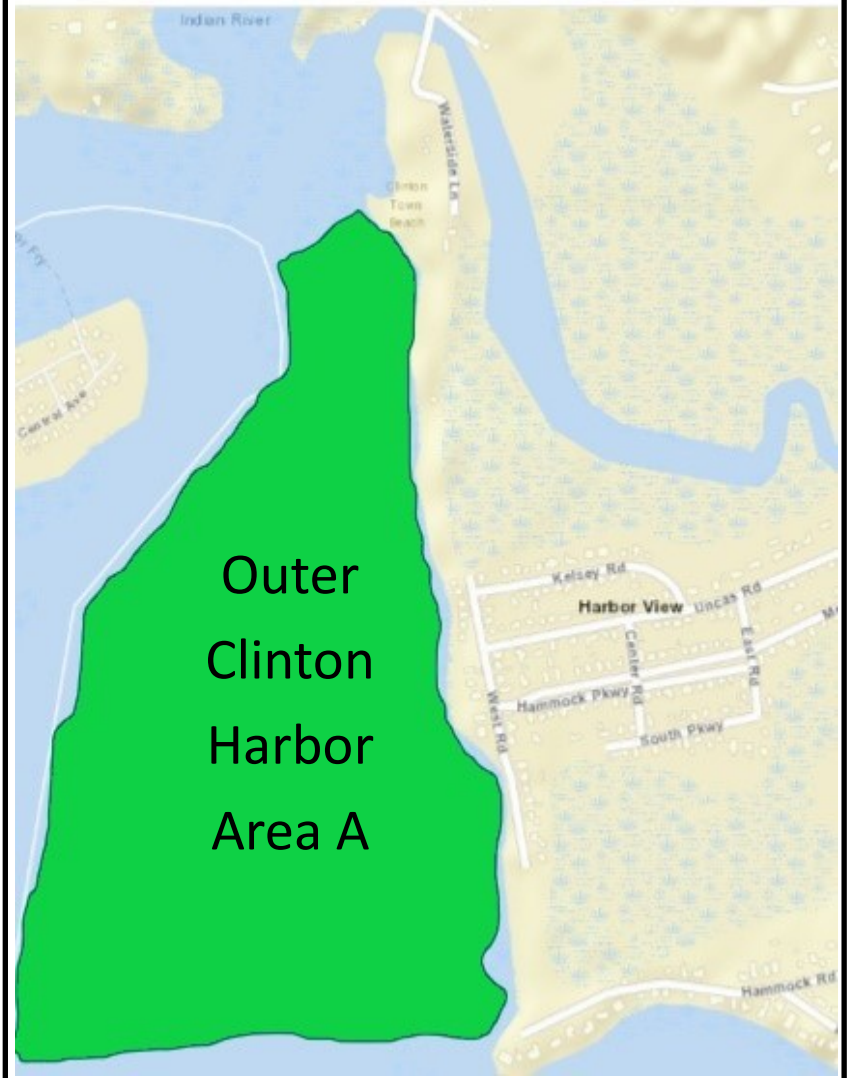 Indian River
Waterside Ln
Clinton
Town
Beach
Fry
Central Ave
Outer
Clinton
Harbor
Area A
Kelsey Rd
Harbor View
Uncas Rd
Center Rd
East Rd
West Rd
Hammock Pkwy
South Pkwy
Hammock Rd